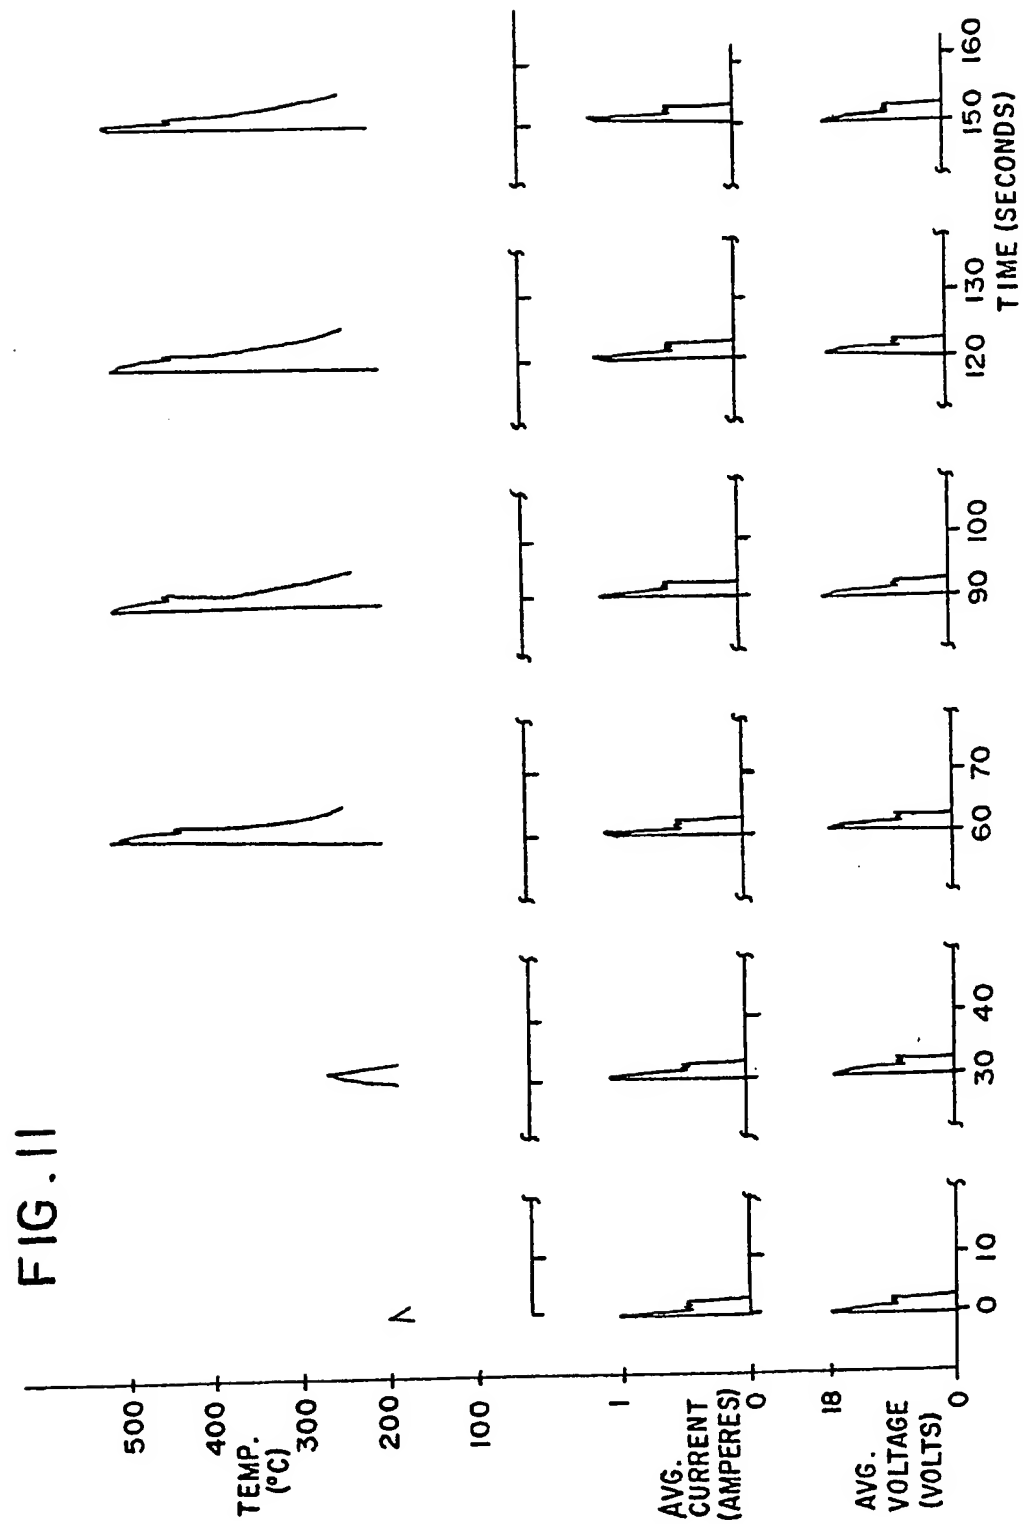 FIG. 11
500
400
300
200
100
TEMP.
(°C)
1
0
AVG.
CURRENT
(AMPERES)
18
0
AVG.
VOLTAGE
(VOLTS)
0 10 30 40 60 70 90 100 120 130 150 160
TIME (SECONDS)